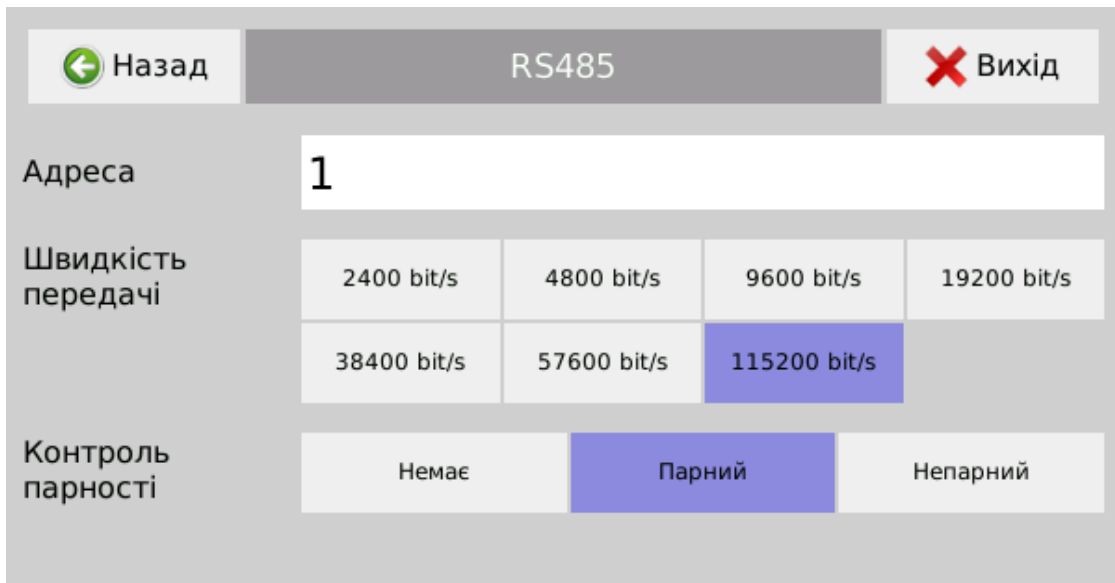 Назад
RS485
Вихід
Адреса
1
Швидкість
передачі
2400 bit/s
4800 bit/s
9600 bit/s
19200 bit/s
38400 bit/s
57600 bit/s
115200 bit/s
Контроль
парності
Немає
Парний
Непарний